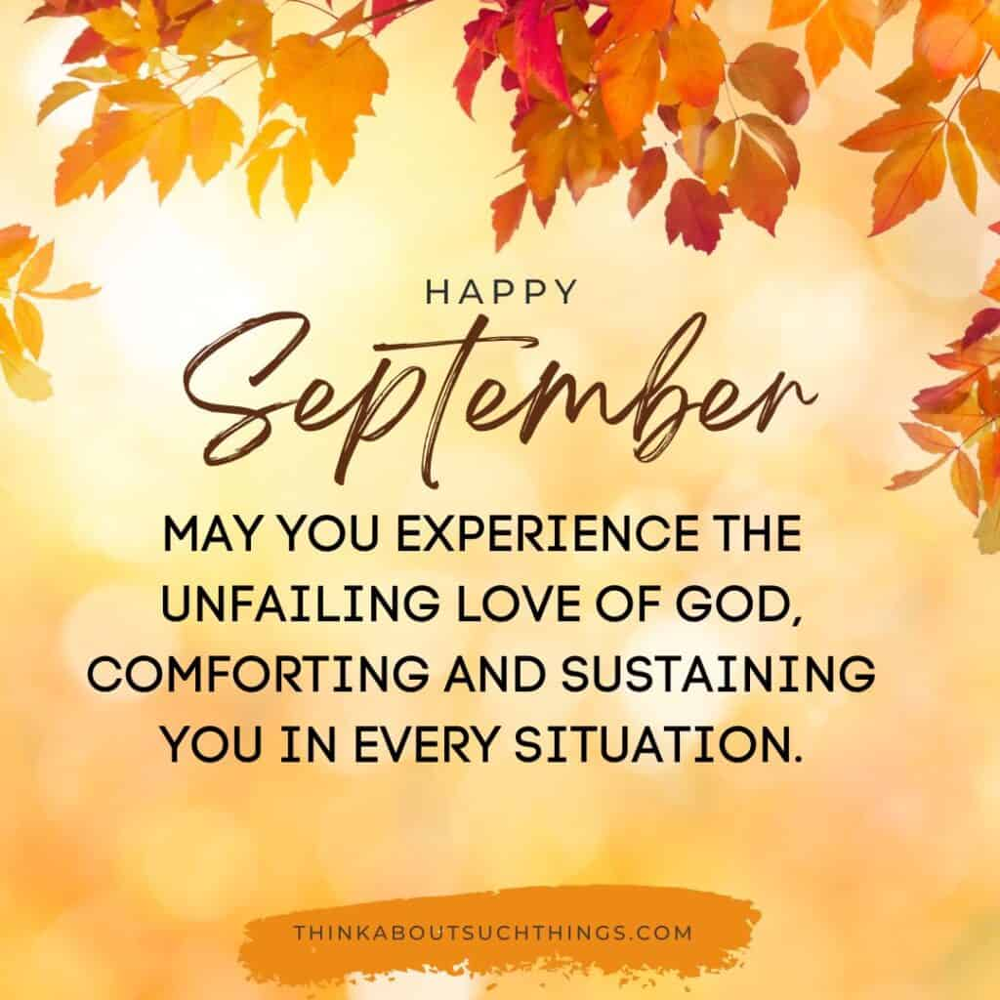 HAPPY
September
MAY YOU EXPERIENCE THE
UNFAILING LOVE OF GOD,
COMFORTING AND SUSTAINING
YOU IN EVERY SITUATION.
THINKABOUTSUCHTHINGS.COM